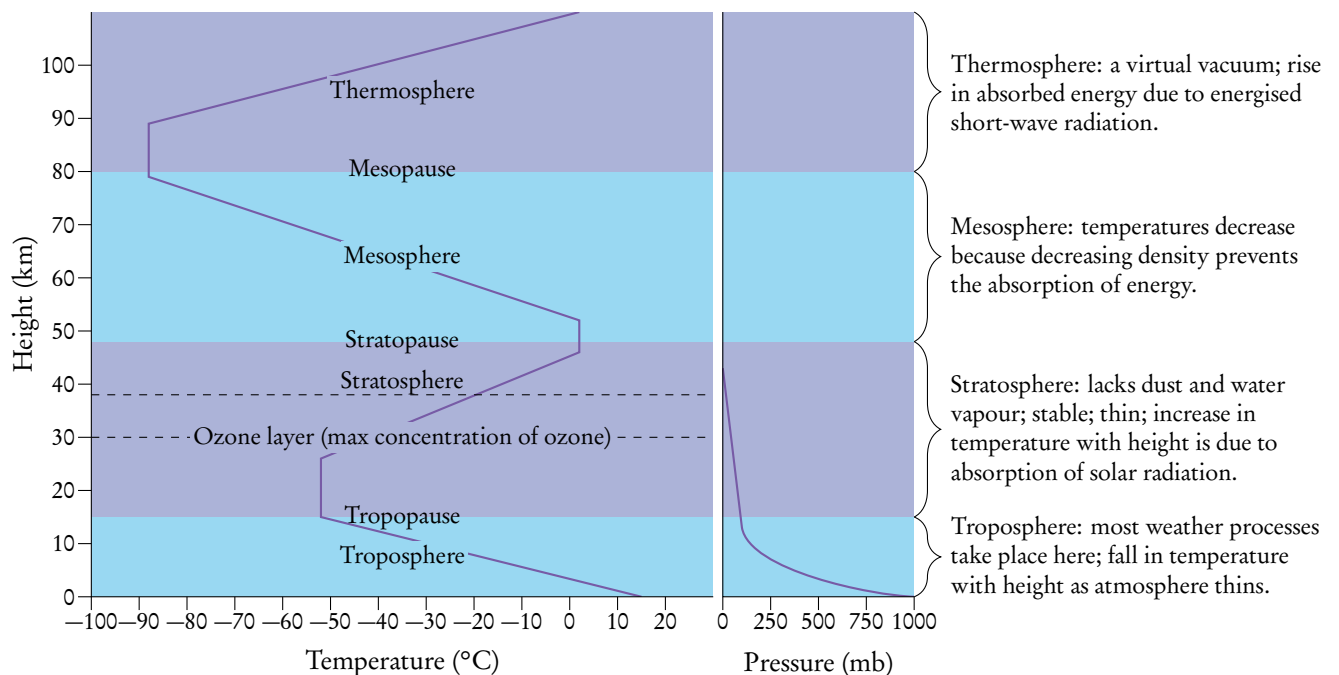 Height (km)
100
90
80
70
60
50
40
30
20
10
0
Thermosphere
Mesopause
Mesosphere
Stratopause
Stratosphere
Ozone layer (max concentration of ozone)
Tropopause
Troposphere
−100 −90 −80 −70 −60 −50 −40 −30 −20 −10 0 10 20
Temperature (°C)
0 250 500 750 1000
Pressure (mb)
Thermosphere: a virtual vacuum; rise
in absorbed energy due to energised
short-wave radiation.
Mesosphere: temperatures decrease
because decreasing density prevents
the absorption of energy.
Stratosphere: lacks dust and water
vapour; stable; thin; increase in
temperature with height is due to
absorption of solar radiation.
Troposphere: most weather processes
take place here; fall in temperature
with height as atmosphere thins.